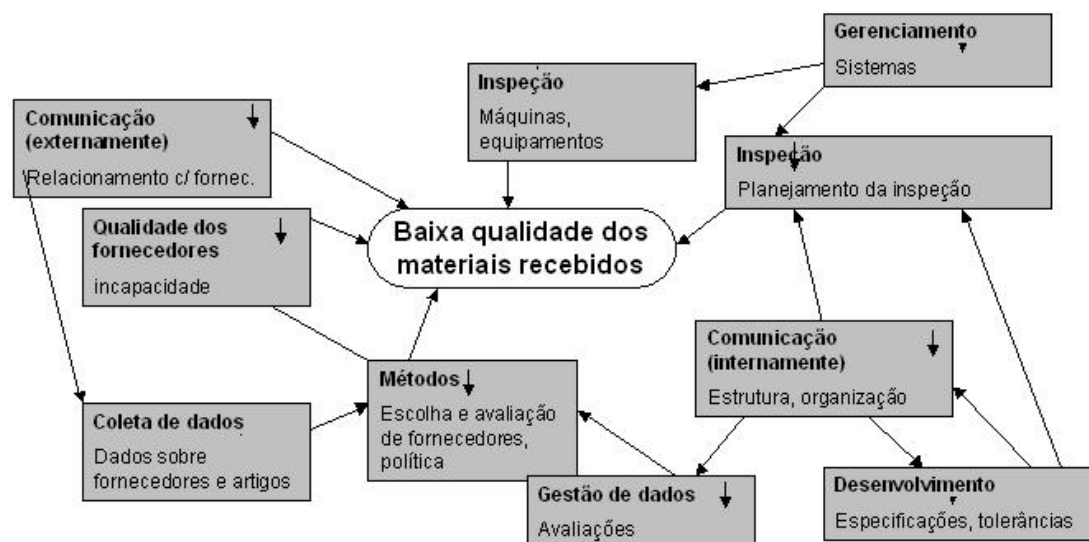 Gerenciamento
Sistemas
Inspeção
Máquinas,
equipamentos
Comunicação
(externamente)
Relacionamento c/ fornec.
Inspeção
Planejamento da inspeção
Qualidade dos
fornecedores
incapacidade
Baixa qualidade dos
materiais recebidos
Comunicação
(internamente)
Estrutura, organização
Métodos
Escolha e avaliação
de fornecedores,
política
Coleta de dados
Dados sobre
fornecedores e artigos
Gestão de dados
Avaliações
Desenvolvimento
Especificações, tolerâncias